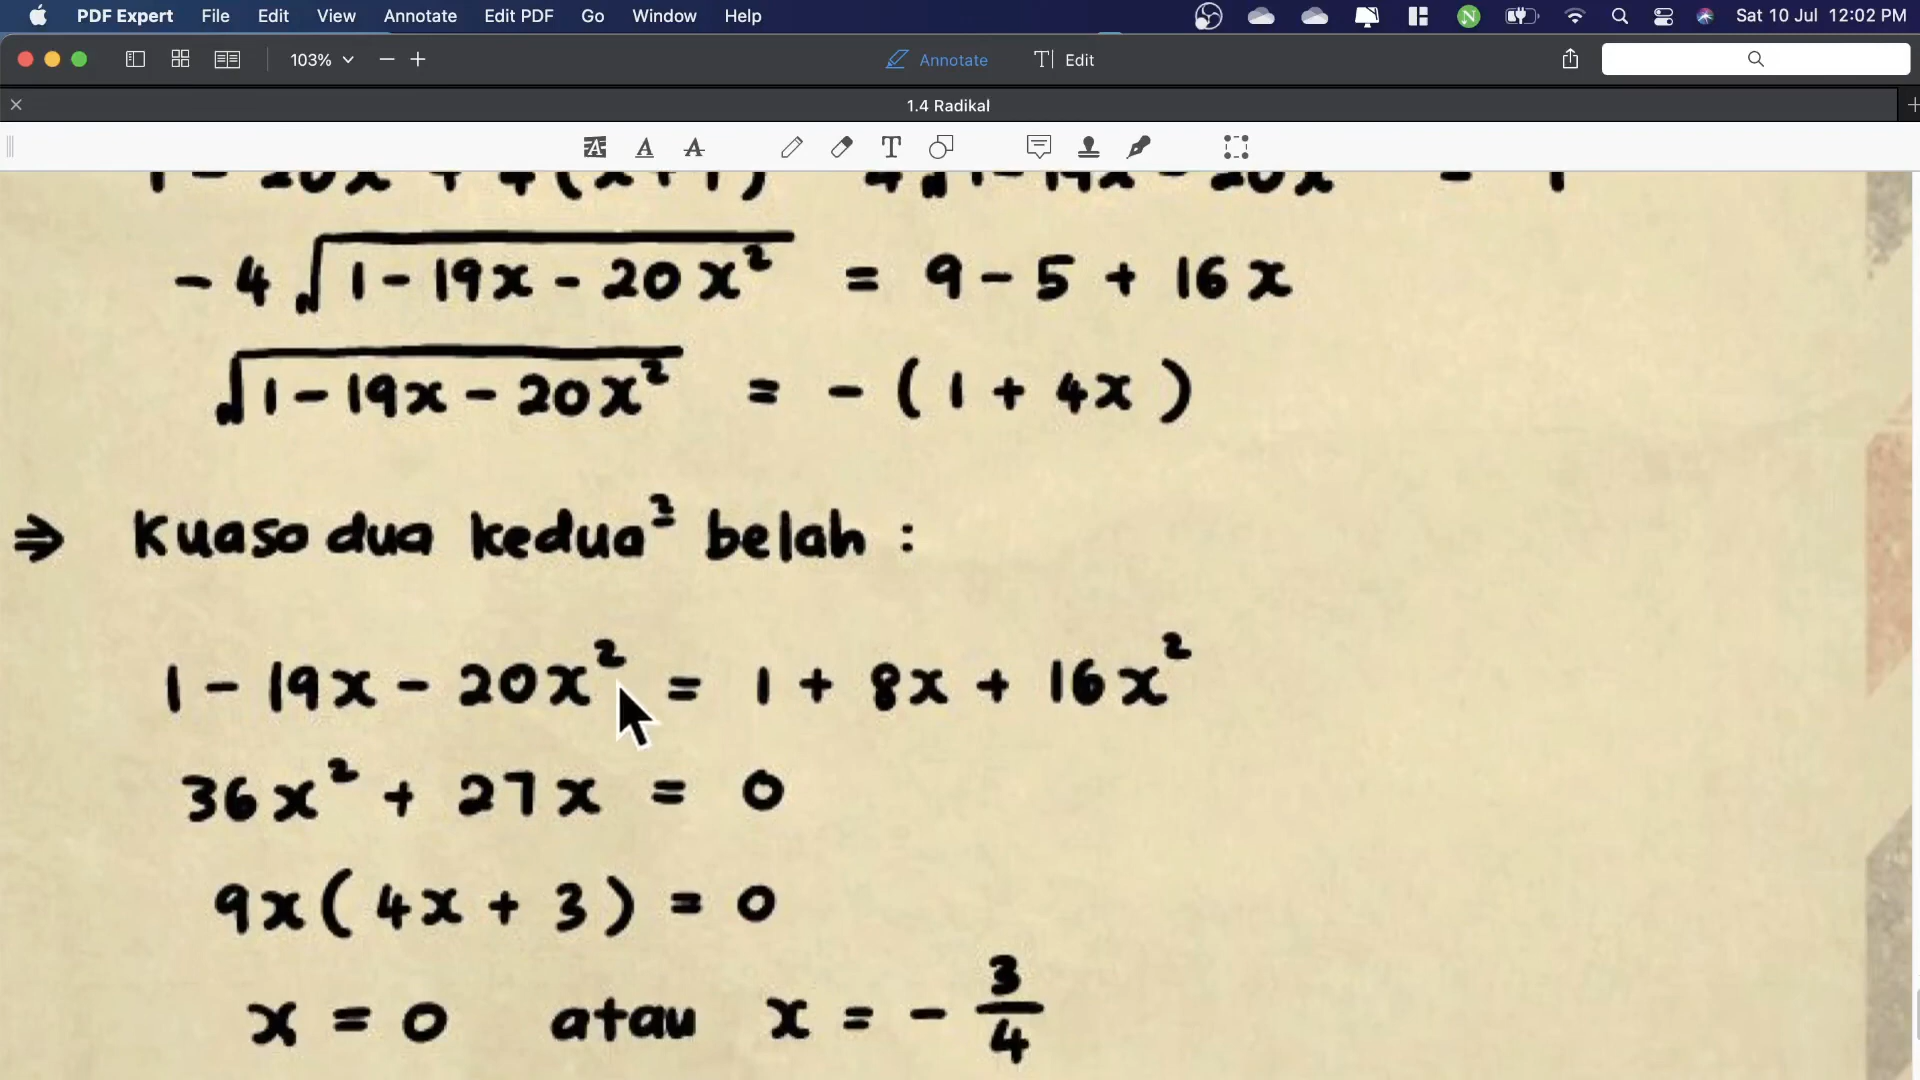 PDF Expert File Edit View Annotate Edit PDF Go Window Help Sat 10 Jul 12:02 PM
103% Annotate Edit
1.4 Radikal
-4√(1 - 19x - 20x²) = 9 - 5 + 16x
√(1 - 19x - 20x²) = - (1 + 4x)
⇒ Kuasa dua kedua² belah :
1 - 19x - 20x² = 1 + 8x + 16x²
36x² + 27x = 0
9x(4x + 3) = 0
x = 0 atau x = - 3/4